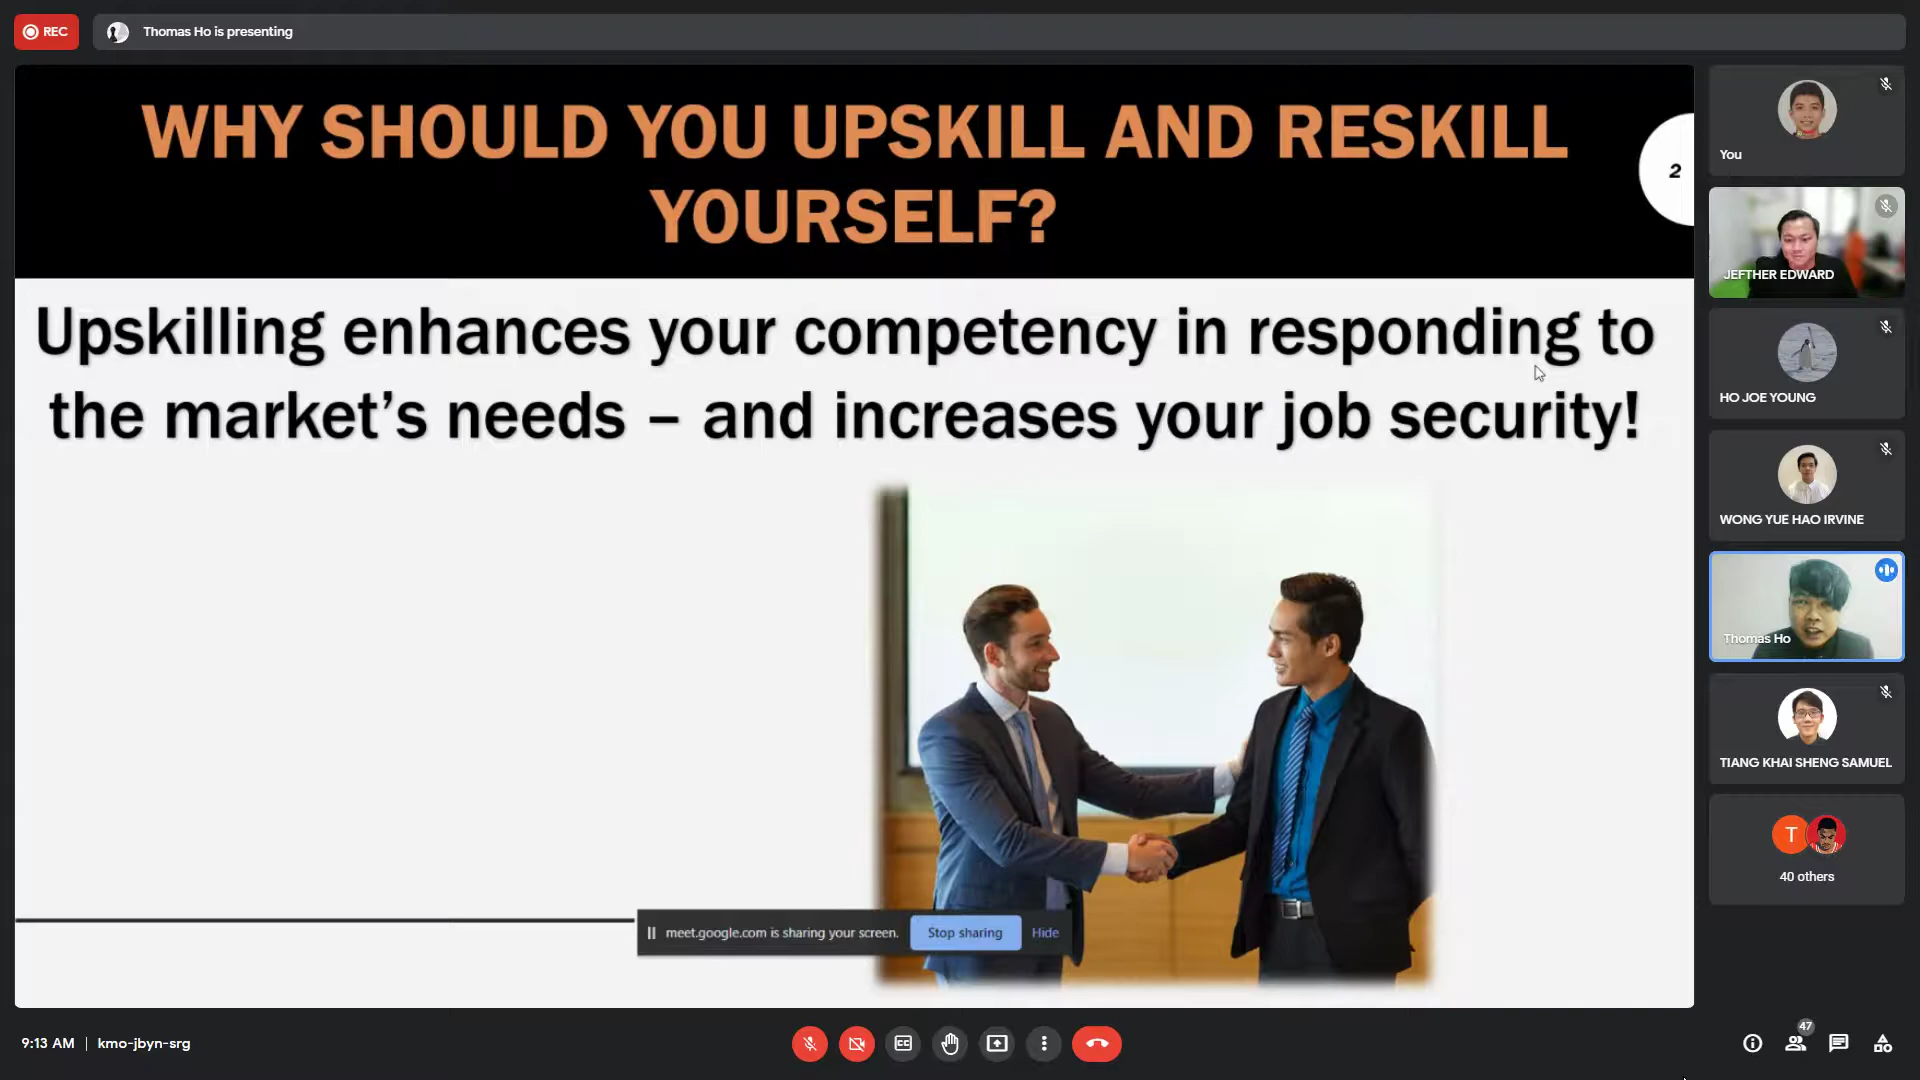 REC
Thomas Ho is presenting
WHY SHOULD YOU UPSKILL AND RESKILL
YOURSELF?
2
Upskilling enhances your competency in responding to
the market’s needs – and increases your job security!
meet.google.com is sharing your screen.
Stop sharing
Hide
You
JEFTHER EDWARD
HO JOE YOUNG
WONG YUE HAO IRVINE
Thomas Ho
TIANG KHAI SHENG SAMUEL
T
40 others
9:13 AM | kmo-jbyn-srg
CC
47